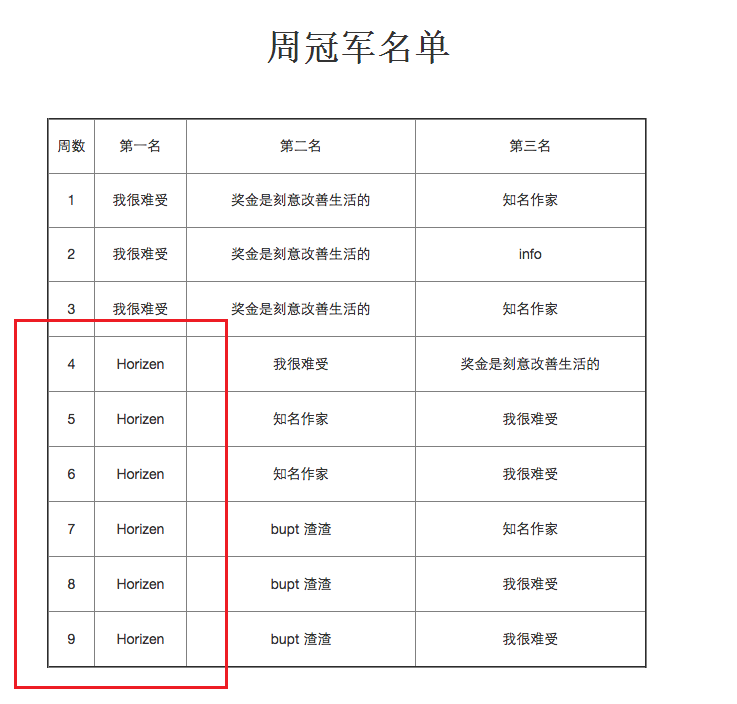 周冠军名单
周数 第一名 第二名 第三名
1 我很难受 奖金是刻意改善生活的 知名作家
2 我很难受 奖金是刻意改善生活的 info
3 我很难受 奖金是刻意改善生活的 知名作家
4 Horizen 我很难受 奖金是刻意改善生活的
5 Horizen 知名作家 我很难受
6 Horizen 知名作家 我很难受
7 Horizen bupt 渣渣 知名作家
8 Horizen bupt 渣渣 我很难受
9 Horizen bupt 渣渣 我很难受